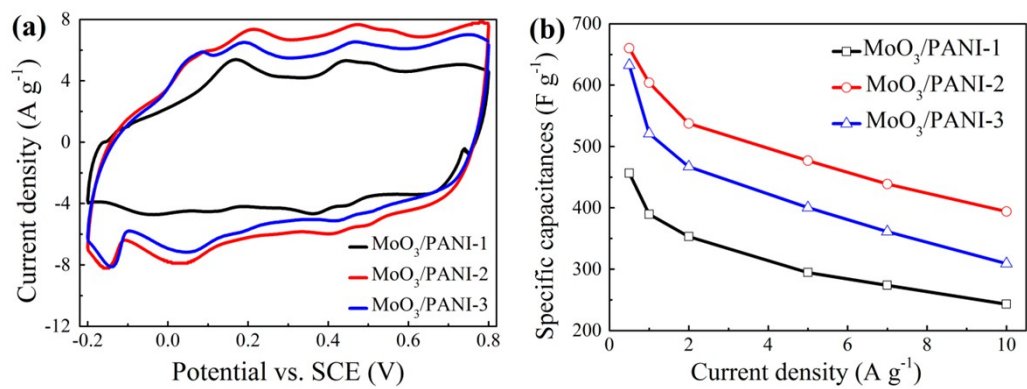 (a)
8
4
0
-4
-8
-12
Current density (A g⁻¹)
MoO₃/PANI-1
MoO₃/PANI-2
MoO₃/PANI-3
-0.2 0.0 0.2 0.4 0.6 0.8
Potential vs. SCE (V)
(b)
700
600
500
400
300
200
Specific capacitances (F g⁻¹)
MoO₃/PANI-1
MoO₃/PANI-2
MoO₃/PANI-3
0 2 4 6 8 10
Current density (A g⁻¹)